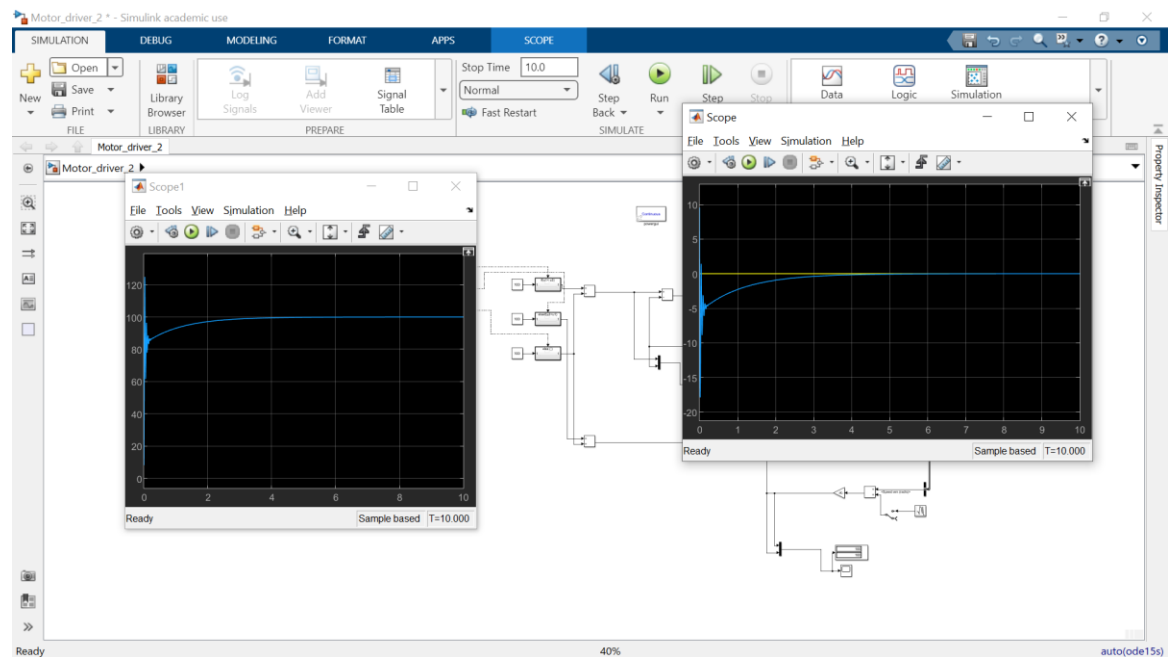 Motor_driver_2 * - Simulink academic use
SIMULATION DEBUG MODELING FORMAT APPS SCOPE
New
Open
Save
Print
FILE
Library Browser
LIBRARY
Log Signals
Add Viewer
Signal Table
PREPARE
Stop Time 10.0
Normal
Fast Restart
Step Back
Run
Step
Stop
SIMULATE
Data
Logic
Simulation
Motor_driver_2
Motor_driver_2
Property Inspector
Scope1
File Tools View Simulation Help
120
100
80
60
40
20
0
0 2 4 6 8 10
Ready Sample based T=10.000
Scope
File Tools View Simulation Help
10
5
0
-5
-10
-15
-20
0 1 2 3 4 5 6 7 8 9 10
Ready Sample based T=10.000
Continuous
powergui
Ready 40% auto(ode15s)